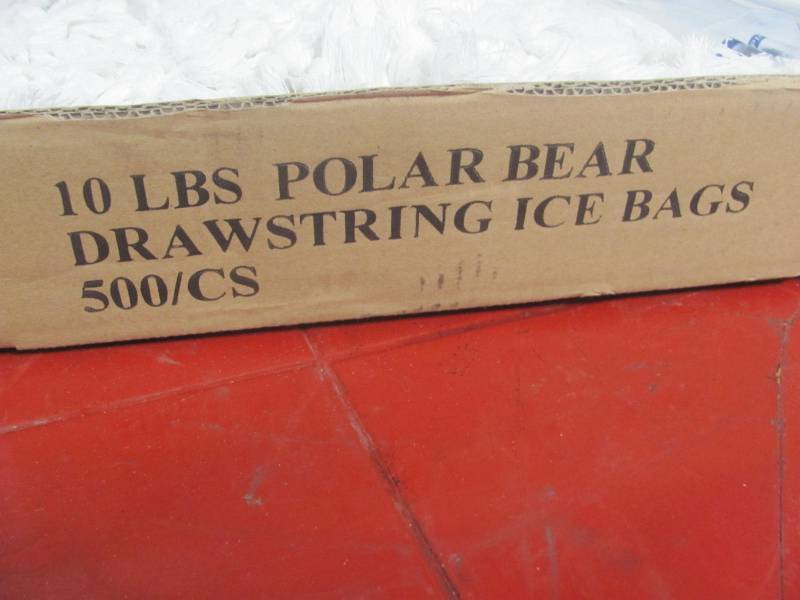 10 LBS POLAR BEAR
DRAWSTRING ICE BAGS
500/CS